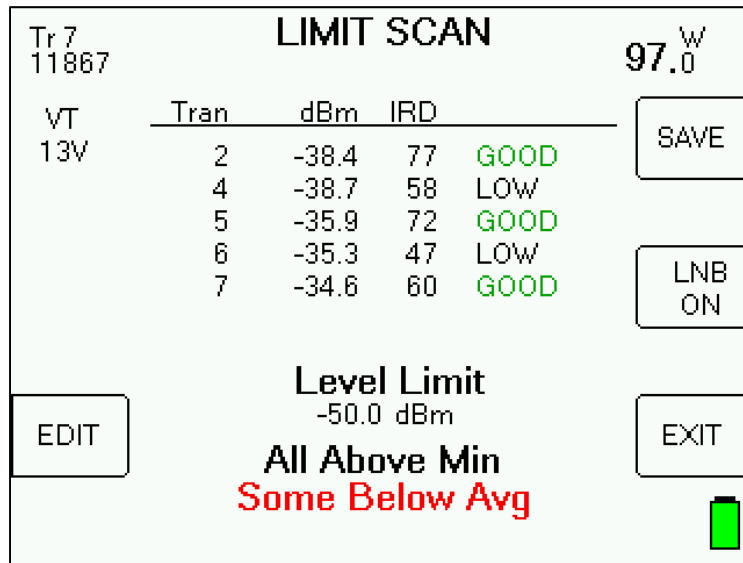 Tr 7
11867
LIMIT SCAN
97.0 W
VT
13V
Tran dBm IRD
2 -38.4 77 GOOD
4 -38.7 58 LOW
5 -35.9 72 GOOD
6 -35.3 47 LOW
7 -34.6 60 GOOD
SAVE
LNB
ON
Level Limit
-50.0 dBm
EDIT
EXIT
All Above Min
Some Below Avg